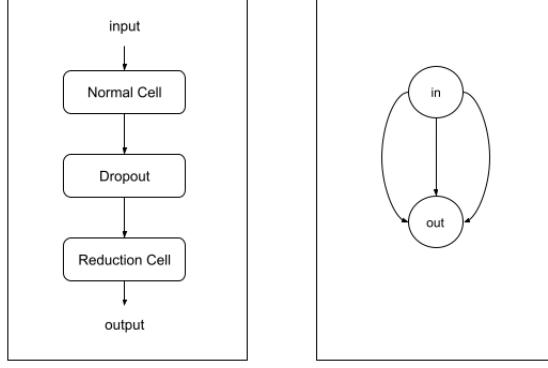 input
Normal Cell
Dropout
Reduction Cell
output
in
out